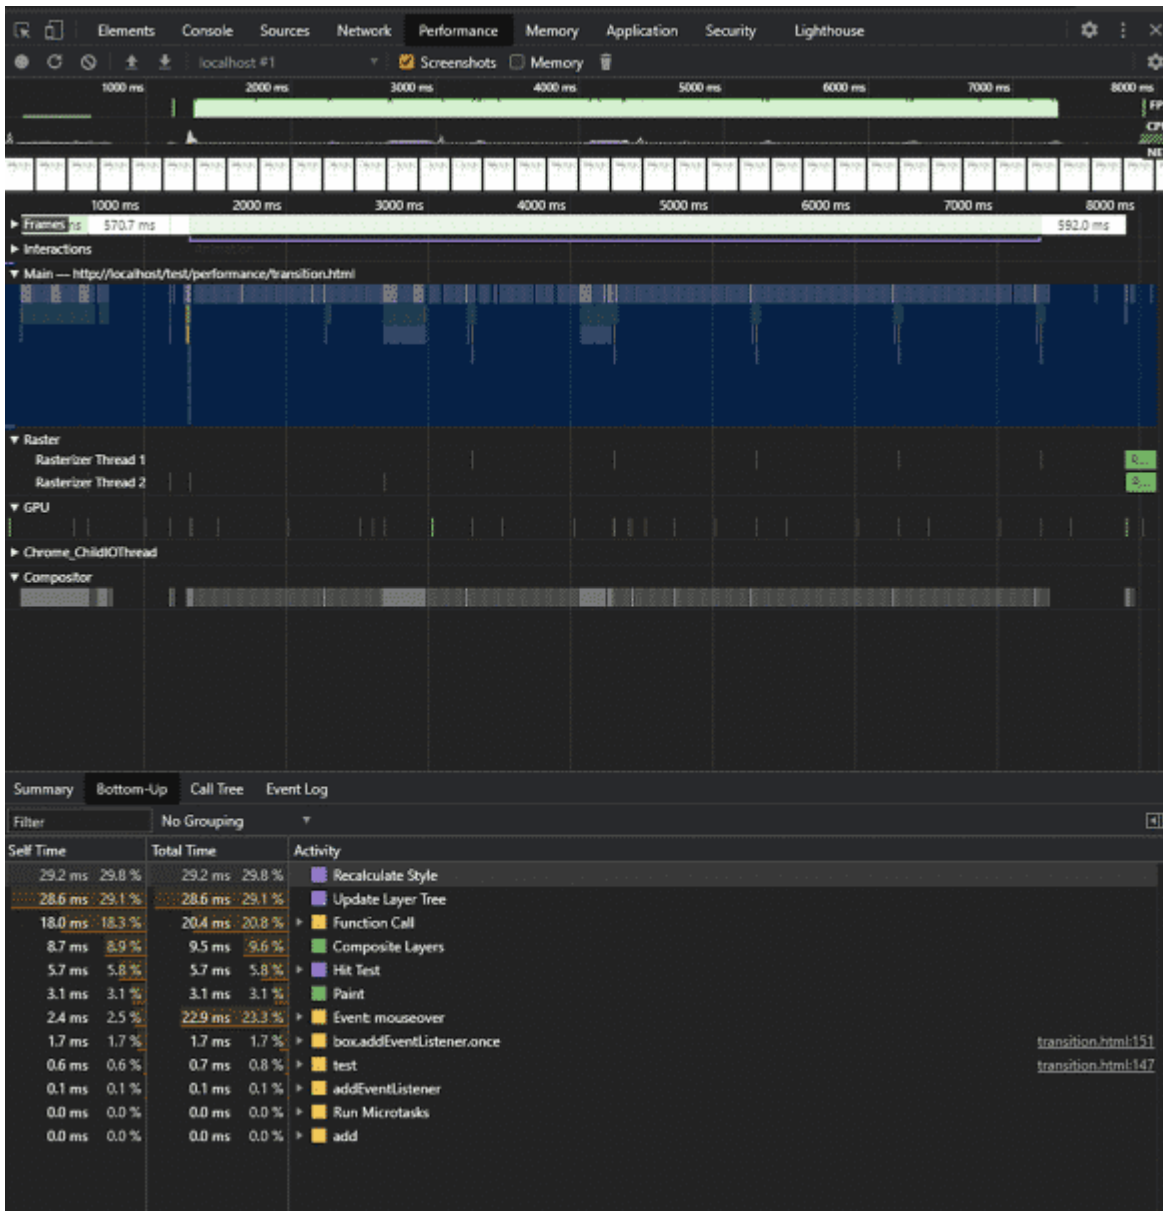 Elements Console Sources Network Performance Memory Application Security Lighthouse
localhost #1 Screenshots Memory
1000 ms 2000 ms 3000 ms 4000 ms 5000 ms 6000 ms 7000 ms 8000 ms
FP
CP
NE
1000 ms 2000 ms 3000 ms 4000 ms 5000 ms 6000 ms 7000 ms 8000 ms
Frames ns 570.7 ms 592.0 ms
Interactions Animation
Main — http://localhost/test/performance/transition.html
Raster
Rasterizer Thread 1
Rasterizer Thread 2
GPU
Chrome_ChildIOThread
Compositor
Summary Bottom-Up Call Tree Event Log
Filter No Grouping
Self Time Total Time Activity
29.2 ms 29.8 % 29.2 ms 29.8 % Recalculate Style
28.6 ms 29.1 % 28.6 ms 29.1 % Update Layer Tree
18.0 ms 18.3 % 20.4 ms 20.8 % Function Call
8.7 ms 8.9 % 9.5 ms 9.6 % Composite Layers
5.7 ms 5.8 % 5.7 ms 5.8 % Hit Test
3.1 ms 3.1 % 3.1 ms 3.1 % Paint
2.4 ms 2.5 % 22.9 ms 23.3 % Event: mouseover
1.7 ms 1.7 % 1.7 ms 1.7 % box.addEventListener.once transition.html:151
0.6 ms 0.6 % 0.7 ms 0.8 % test transition.html:147
0.1 ms 0.1 % 0.1 ms 0.1 % addEventListener
0.0 ms 0.0 % 0.0 ms 0.0 % Run Microtasks
0.0 ms 0.0 % 0.0 ms 0.0 % add